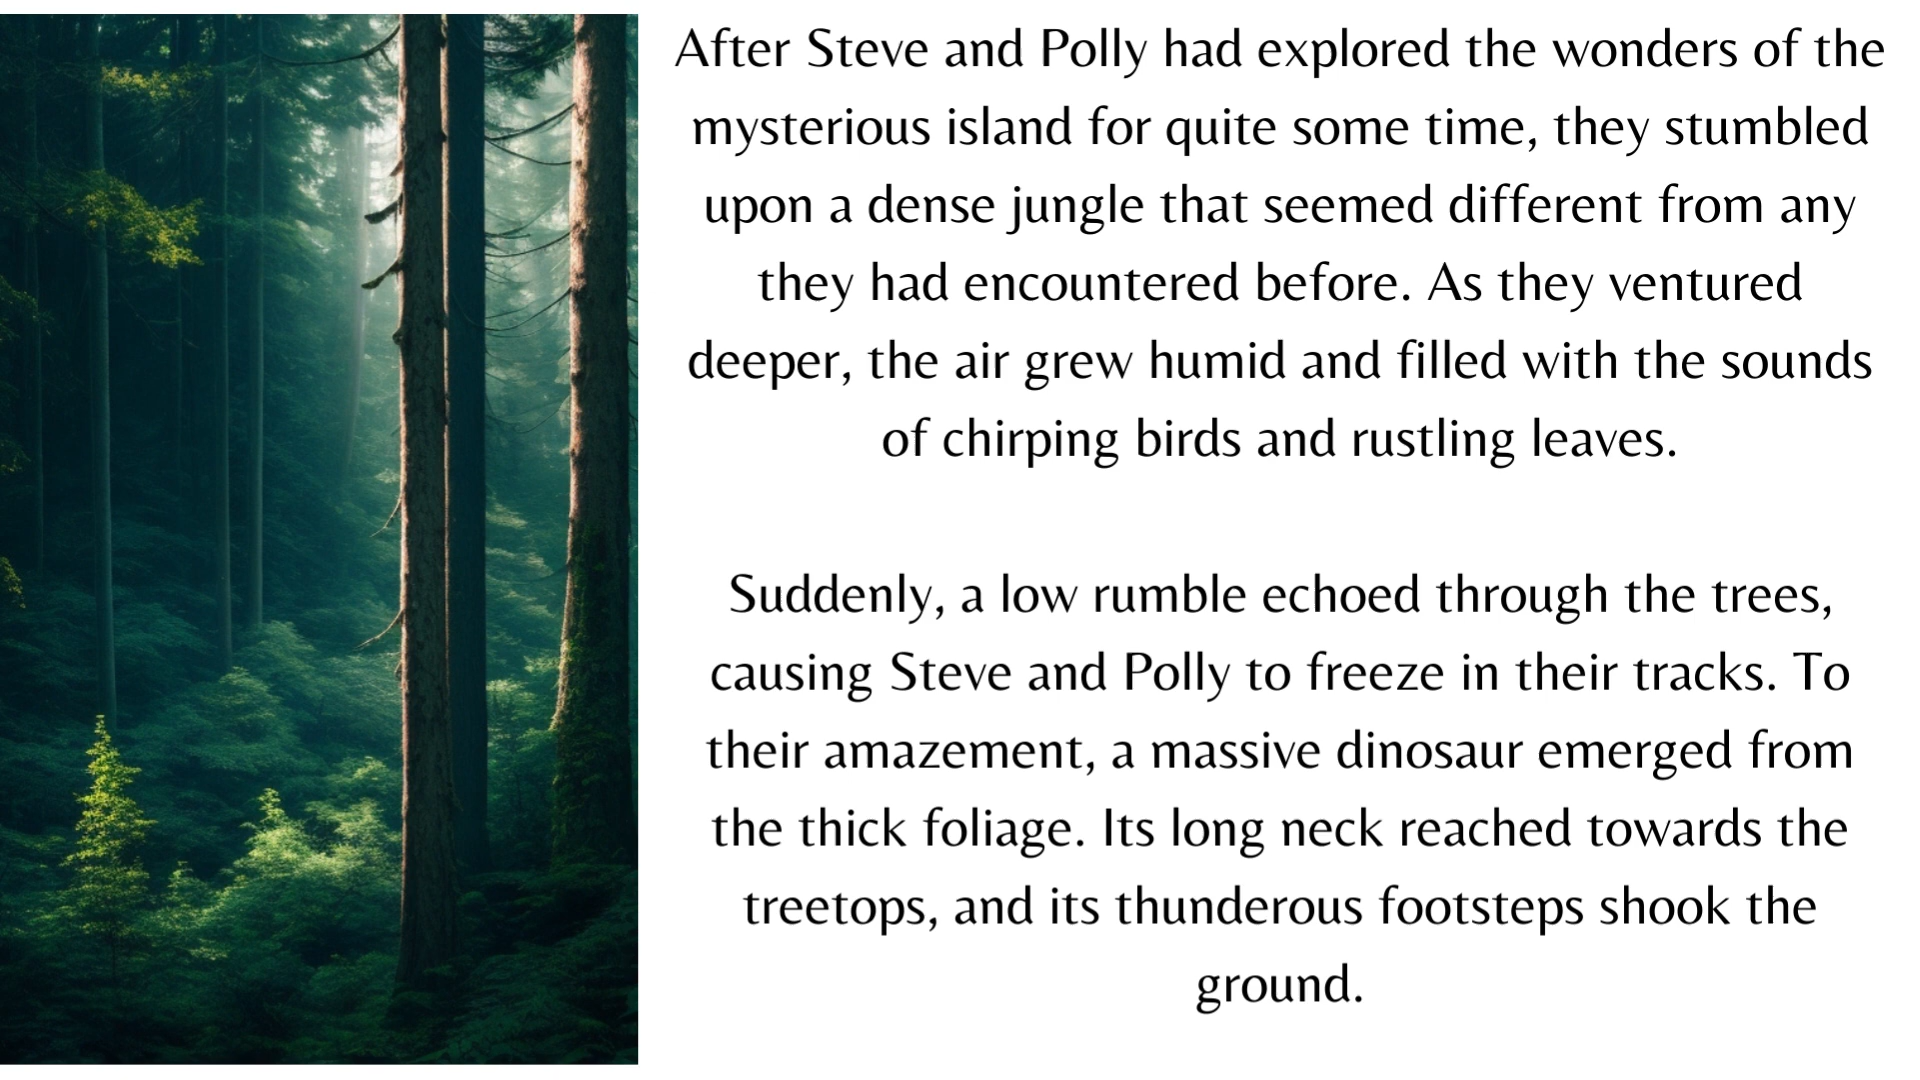 After Steve and Polly had explored the wonders of the
mysterious island for quite some time, they stumbled
upon a dense jungle that seemed different from any
they had encountered before. As they ventured
deeper, the air grew humid and filled with the sounds
of chirping birds and rustling leaves.
Suddenly, a low rumble echoed through the trees,
causing Steve and Polly to freeze in their tracks. To
their amazement, a massive dinosaur emerged from
the thick foliage. Its long neck reached towards the
treetops, and its thunderous footsteps shook the
ground.